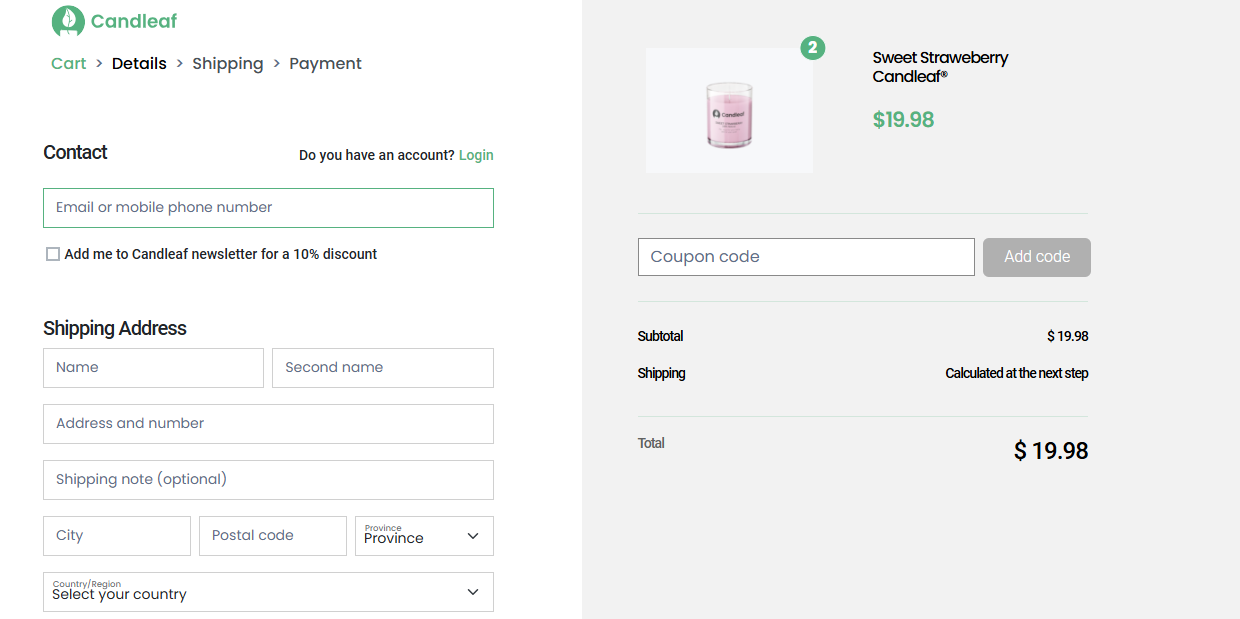 Candleaf
Cart > Details > Shipping > Payment
Contact
Do you have an account? Login
Email or mobile phone number
Add me to Candleaf newsletter for a 10% discount
Shipping Address
Name
Second name
Address and number
Shipping note (optional)
City
Postal code
Province
Province
Country/Region
Select your country
2
Candleaf
Sweet Straweberry
Candleaf®
$19.98
Coupon code
Add code
Subtotal
$ 19.98
Shipping
Calculated at the next step
Total
$ 19.98